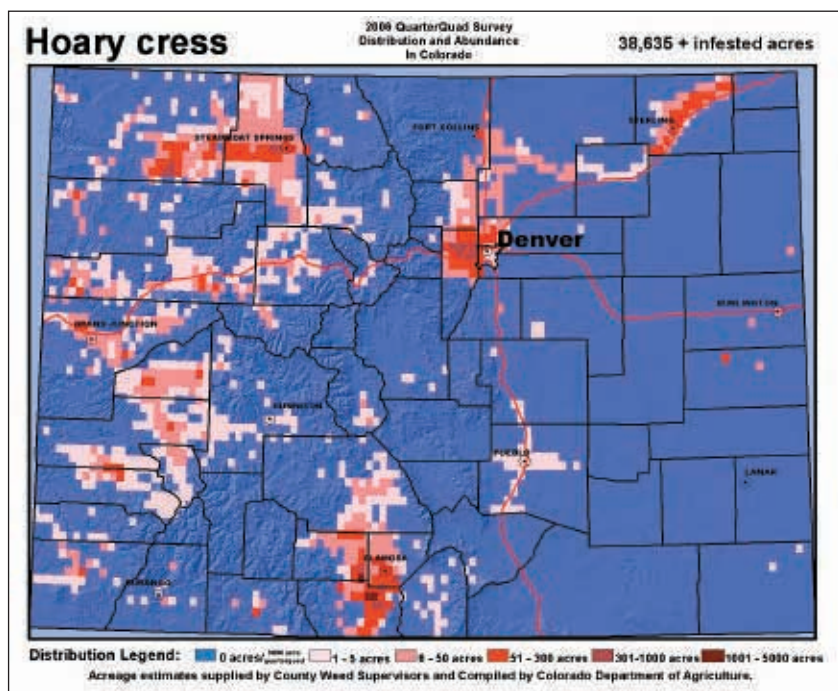 Hoary cress
2006 QuarterQuad Survey
Distribution and Abundance
In Colorado
38,635 + infested acres
STEAMBOAT SPRINGS
FORT COLLINS
STERLING
Denver
BURLINGTON
GRAND JUNCTION
GUNNISON
PUEBLO
LAMAR
ALAMOSA
DURANGO
Distribution Legend: 0 acres/ 1 - 5 acres 6 - 50 acres 51 - 300 acres 301-1000 acres 1001 - 5000 acres
Acreage estimates supplied by County Weed Supervisors and Compiled by Colorado Department of Agriculture.